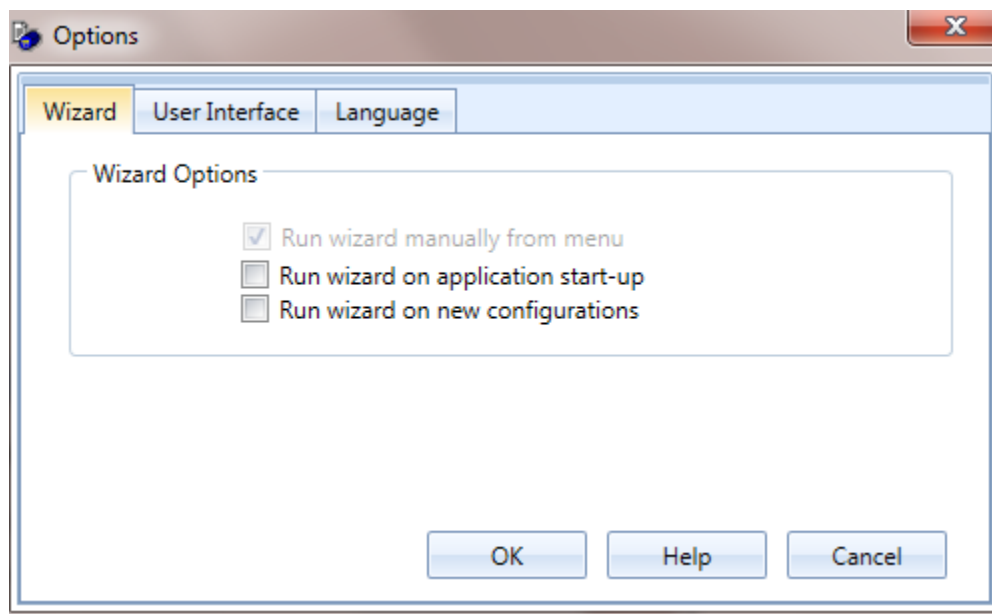 Options
Wizard User Interface Language
Wizard Options
Run wizard manually from menu
Run wizard on application start-up
Run wizard on new configurations
OK Help Cancel